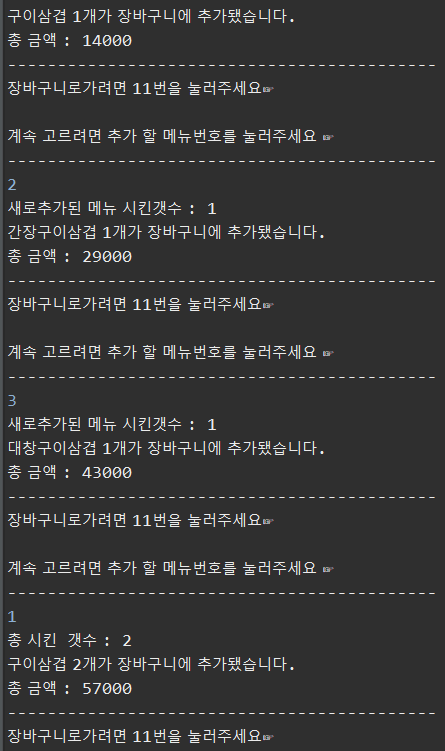 구이삼겹 1개가 장바구니에 추가됐습니다.
총 금액 : 14000
-------------------------------------------
장바구니로가려면 11번을 눌러주세요☞
계속 고르려면 추가 할 메뉴번호를 눌러주세요 ☞
-------------------------------------------
2
새로추가된 메뉴 시킨갯수 : 1
간장구이삼겹 1개가 장바구니에 추가됐습니다.
총 금액 : 29000
-------------------------------------------
장바구니로가려면 11번을 눌러주세요☞
계속 고르려면 추가 할 메뉴번호를 눌러주세요 ☞
-------------------------------------------
3
새로추가된 메뉴 시킨갯수 : 1
대창구이삼겹 1개가 장바구니에 추가됐습니다.
총 금액 : 43000
-------------------------------------------
장바구니로가려면 11번을 눌러주세요☞
계속 고르려면 추가 할 메뉴번호를 눌러주세요 ☞
-------------------------------------------
1
총 시킨 갯수 : 2
구이삼겹 2개가 장바구니에 추가됐습니다.
총 금액 : 57000
-------------------------------------------
장바구니로가려면 11번을 눌러주세요☞